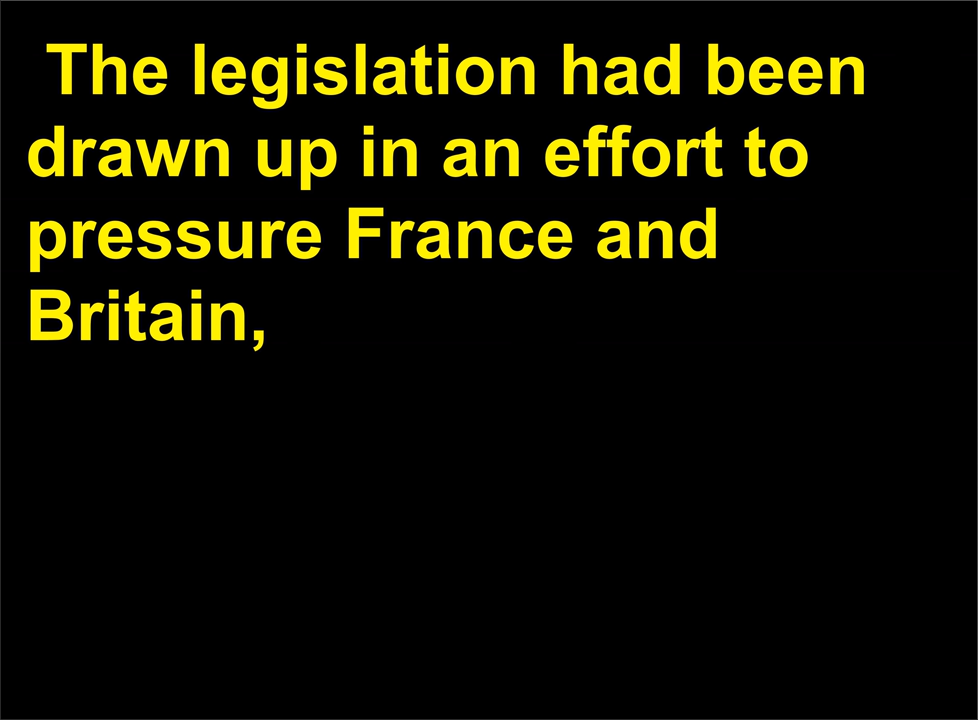 The legislation had been
drawn up in an effort to
pressure France and
Britain,